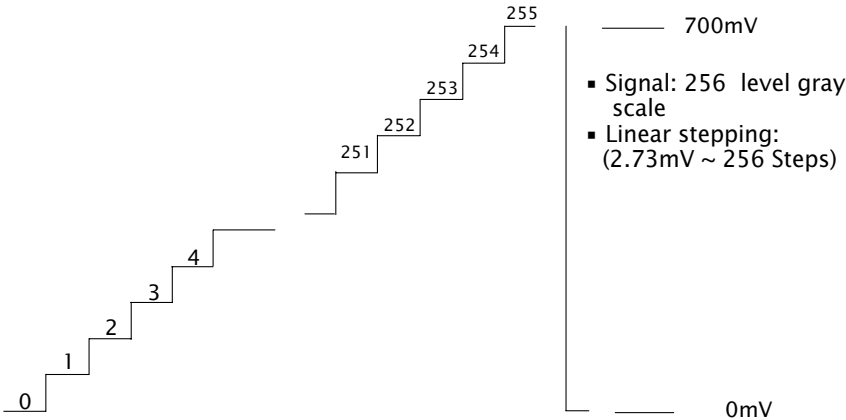 255
700mV
254
▪ Signal: 256 level gray
scale
253
▪ Linear stepping:
252
(2.73mV ~ 256 Steps)
251
4
3
2
1
0
0mV